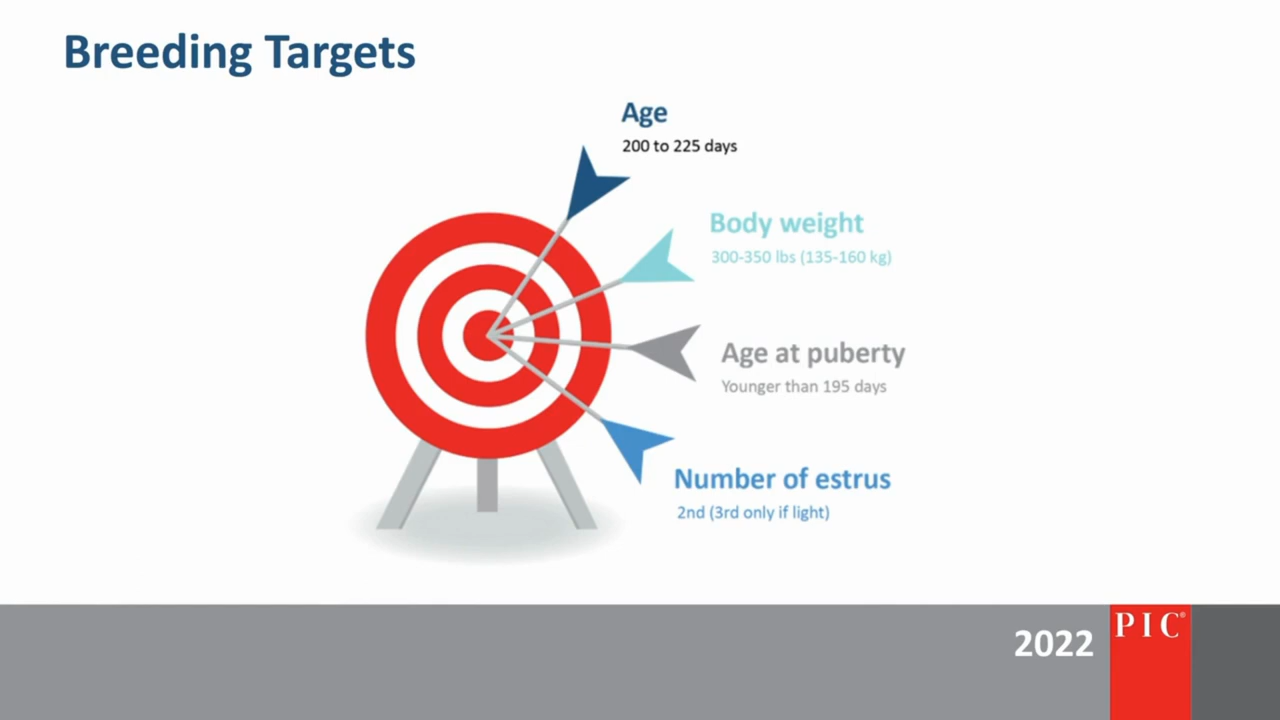 Breeding Targets
Age
200 to 225 days
Body weight
300-350 lbs (135-160 kg)
Age at puberty
Younger than 195 days
Number of estrus
2nd (3rd only if light)
2022
PIC®